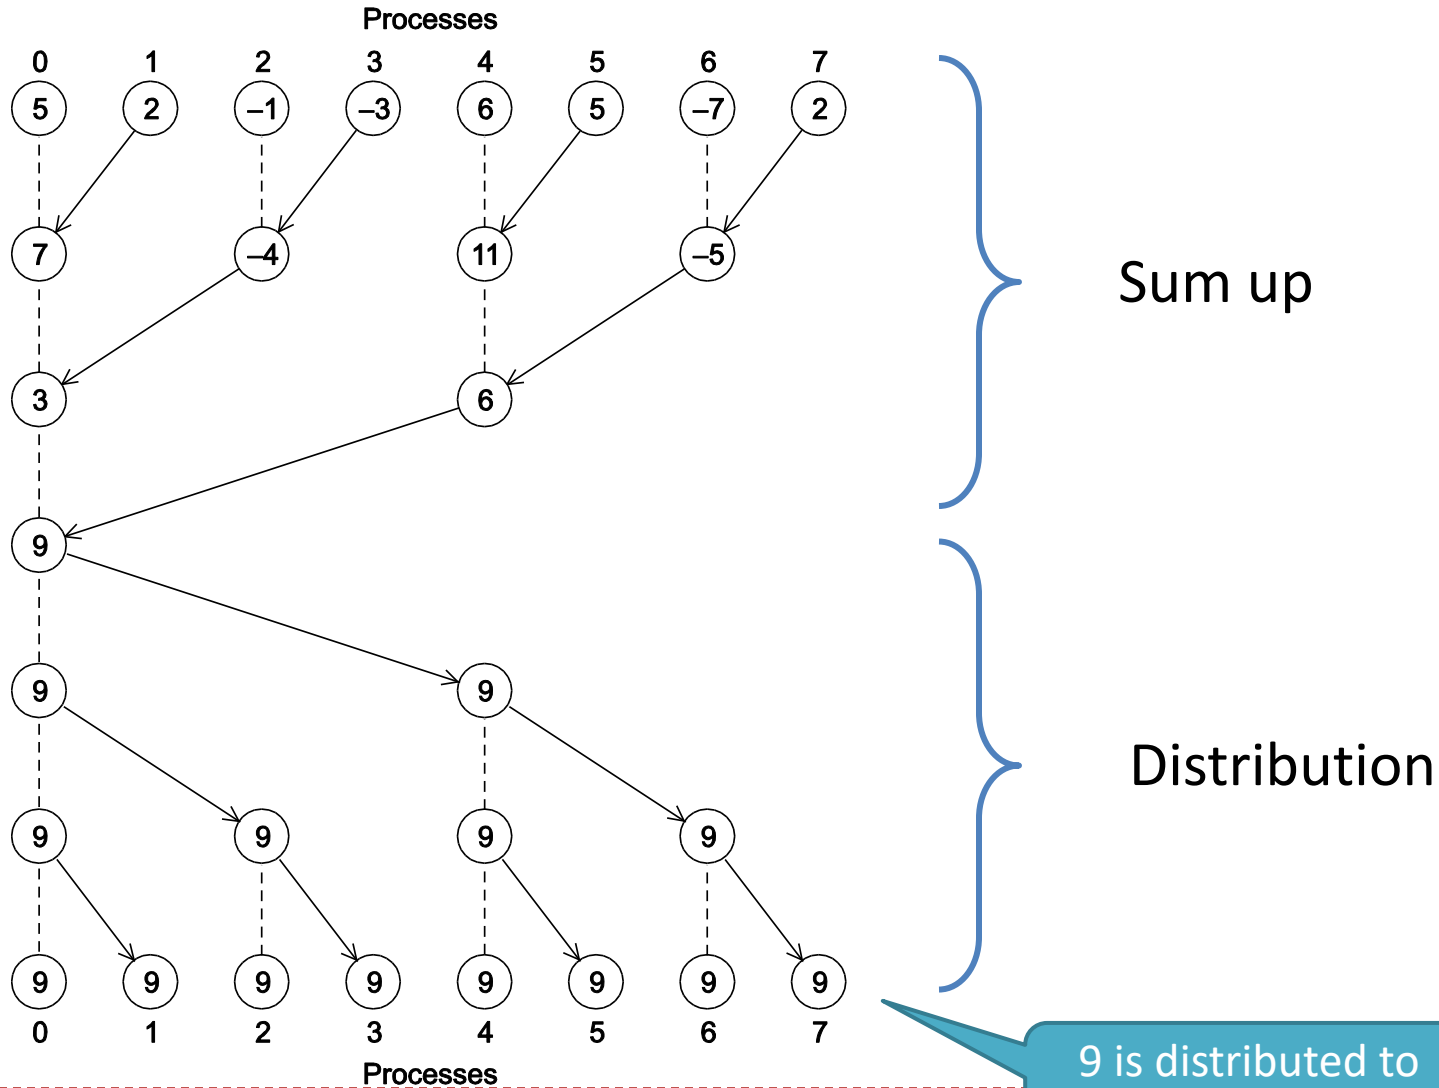 Processes
0 1 2 3 4 5 6 7
5 2 –1 –3 6 5 –7 2
7 –4 11 –5
Sum up
3 6
9
9 9
Distribution
9 9 9 9
9 9 9 9 9 9 9 9
0 1 2 3 4 5 6 7
9 is distributed to
Processes